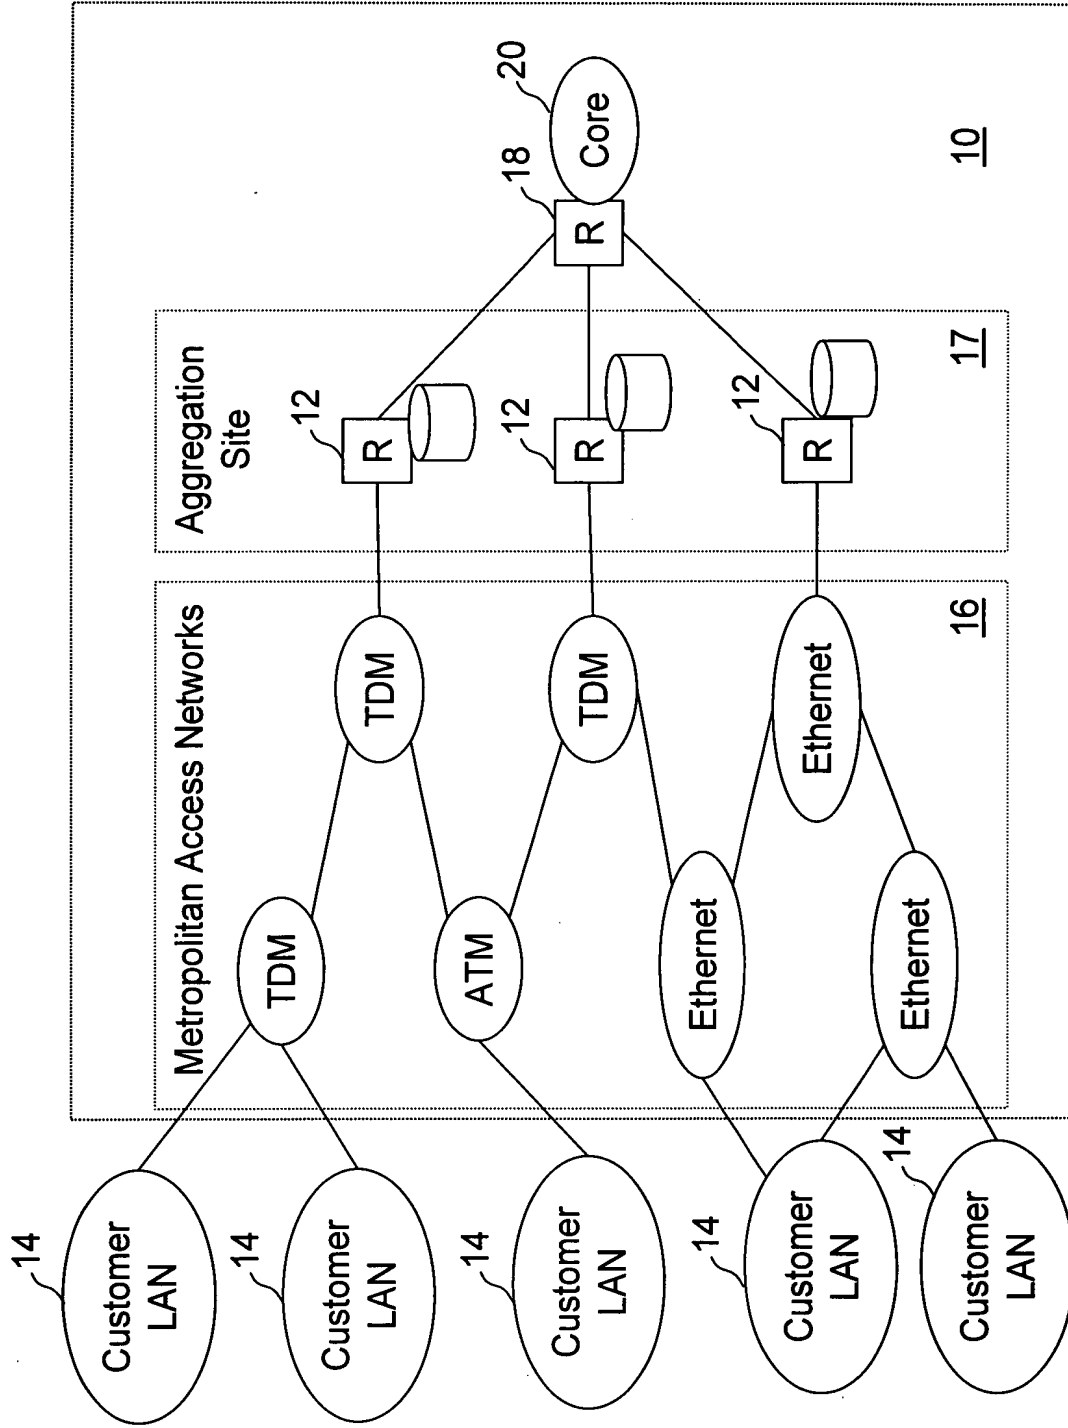 14
Customer
LAN
14
Customer
LAN
14
Customer
LAN
14
Customer
LAN
14
Customer
LAN
Metropolitan Access Networks
TDM
ATM
Ethernet
Ethernet
TDM
TDM
Ethernet
16
Aggregation
Site
12
R
12
R
12
R
17
18
R
20
Core
10